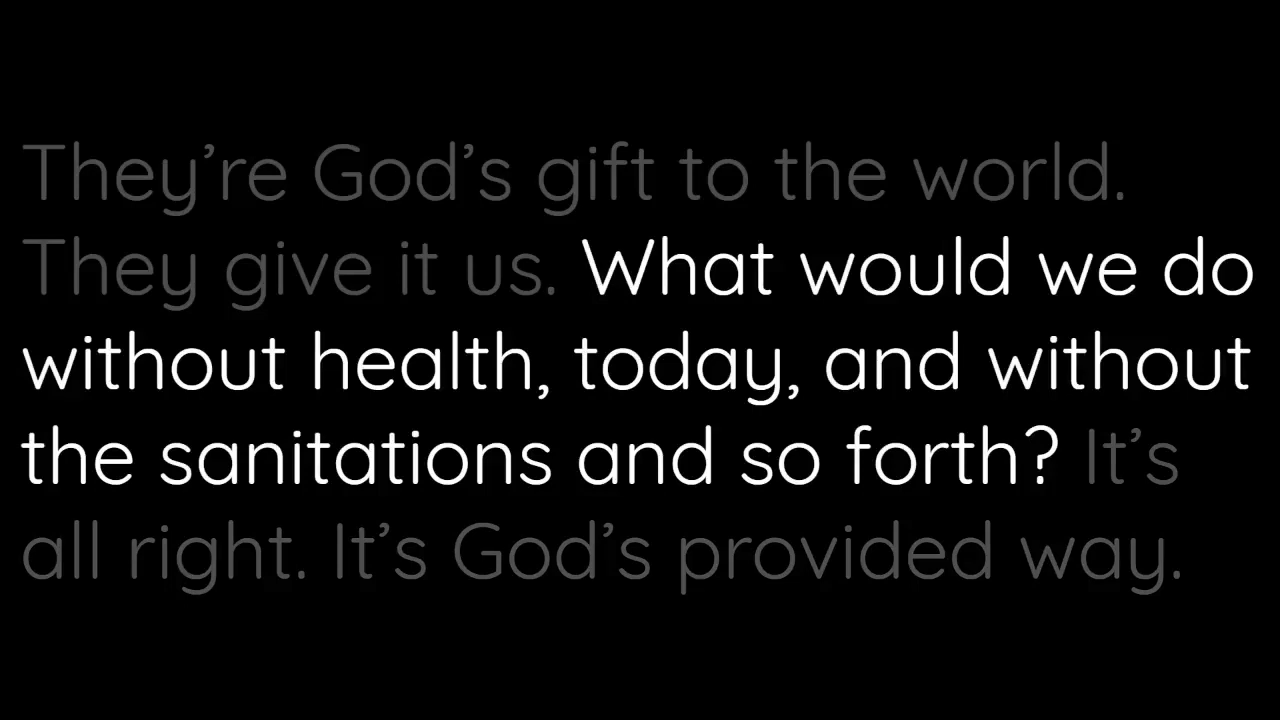 They’re God’s gift to the world.
They give it us. What would we do
without health, today, and without
the sanitations and so forth? It’s
all right. It’s God’s provided way.